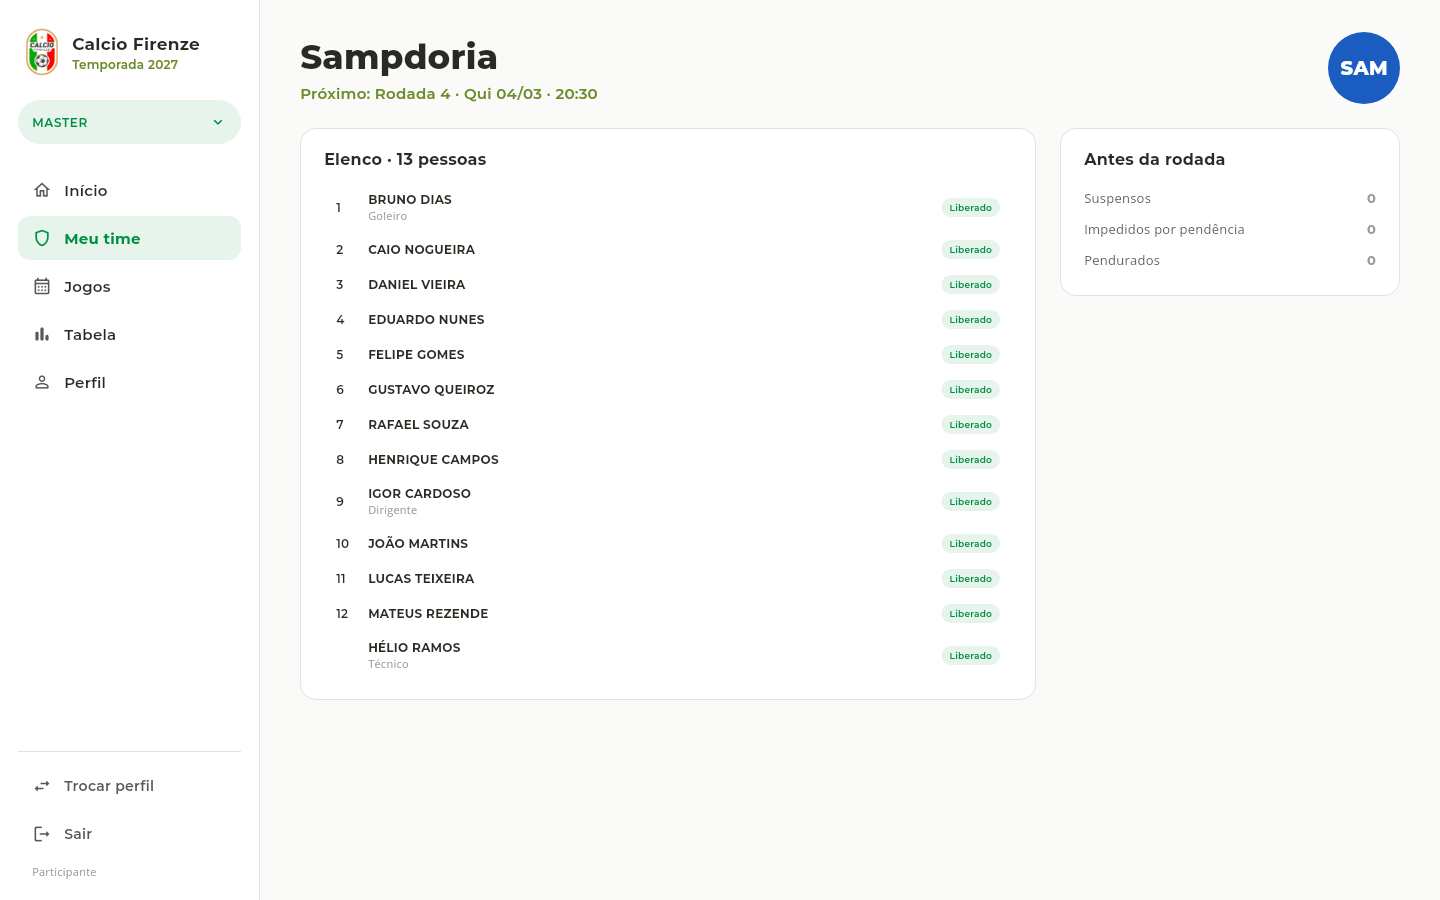 CALCIO
Calcio Firenze
Temporada 2027
MASTER
Início
Meu time
Jogos
Tabela
Perfil
Trocar perfil
Sair
Participante
Sampdoria
Próximo: Rodada 4 · Qui 04/03 · 20:30
SAM
Elenco · 13 pessoas
1 BRUNO DIAS Liberado
Goleiro
2 CAIO NOGUEIRA Liberado
3 DANIEL VIEIRA Liberado
4 EDUARDO NUNES Liberado
5 FELIPE GOMES Liberado
6 GUSTAVO QUEIROZ Liberado
7 RAFAEL SOUZA Liberado
8 HENRIQUE CAMPOS Liberado
9 IGOR CARDOSO Liberado
Dirigente
10 JOÃO MARTINS Liberado
11 LUCAS TEIXEIRA Liberado
12 MATEUS REZENDE Liberado
HÉLIO RAMOS Liberado
Técnico
Antes da rodada
Suspensos 0
Impedidos por pendência 0
Pendurados 0